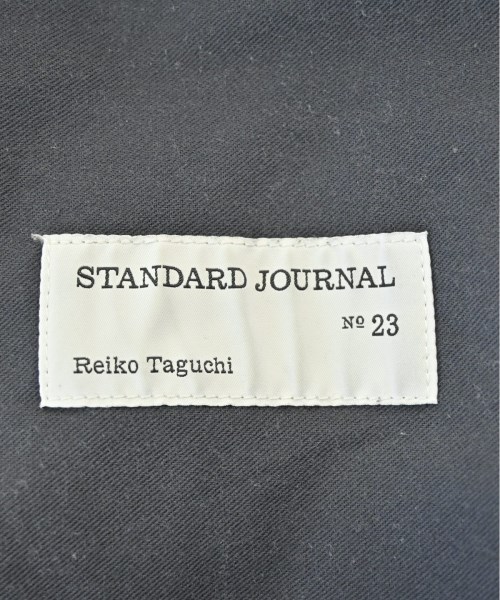 STANDARD JOURNAL
Nº 23
Reiko Taguchi